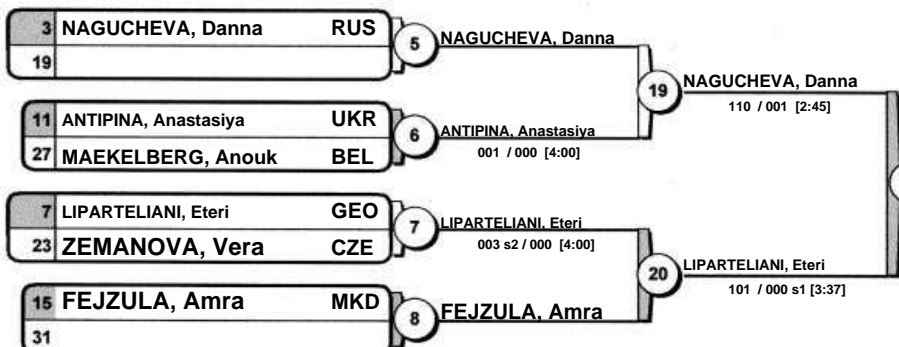 3 NAGUCHEVA, Danna RUS
19
5
NAGUCHEVA, Danna
11 ANTIPINA, Anastasiya UKR
27 MAEKELBERG, Anouk BEL
6
ANTIPINA, Anastasiya
001 / 000 [4:00]
19
NAGUCHEVA, Danna
110 / 001 [2:45]
7 LIPARTELIANI, Eteri GEO
23 ZEMANOVA, Vera CZE
7
LIPARTELIANI, Eteri
003 s2 / 000 [4:00]
15 FEJZULA, Amra MKD
31
8
FEJZULA, Amra
20
LIPARTELIANI, Eteri
101 / 000 s1 [3:37]